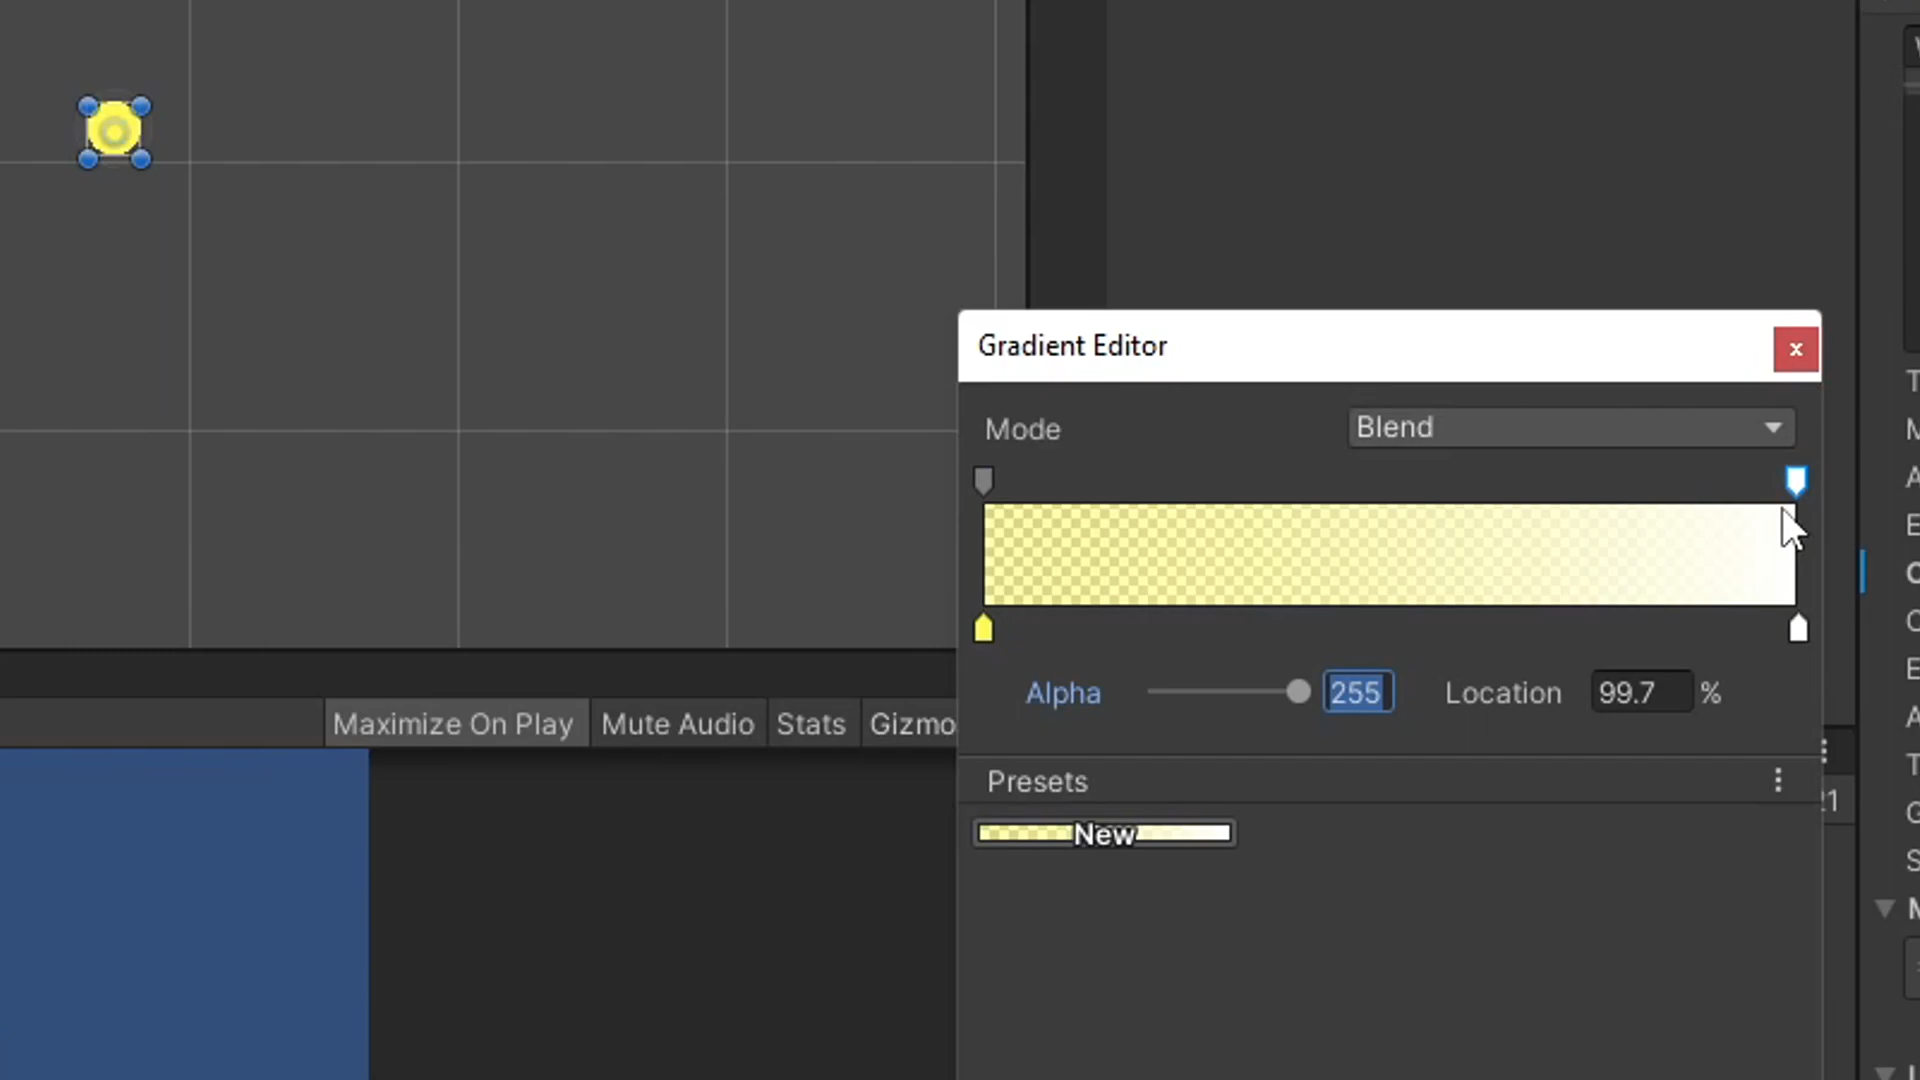 Gradient Editor
x
Mode
Blend
Alpha
255
Location
99.7
%
Maximize On Play
Mute Audio
Stats
Gizmo
Presets
New